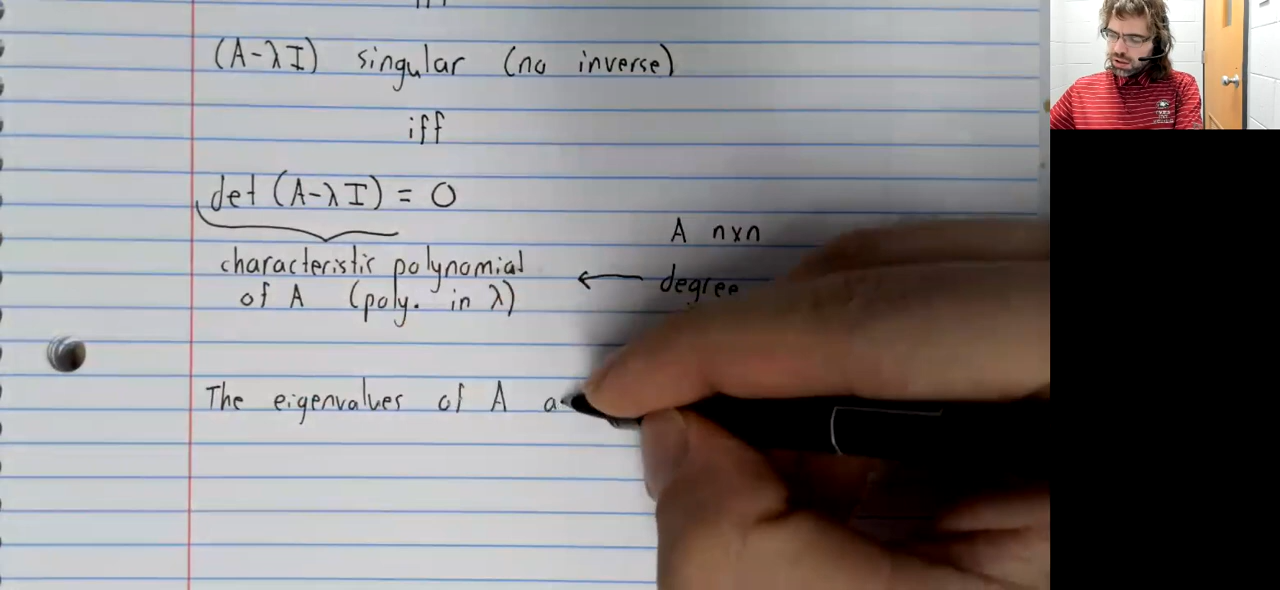 (A-λI) singular (no inverse)
iff
det (A-λI) = 0
A nxn
characteristic polynomial
of A (poly. in λ)
← degree
The eigenvalues of A a